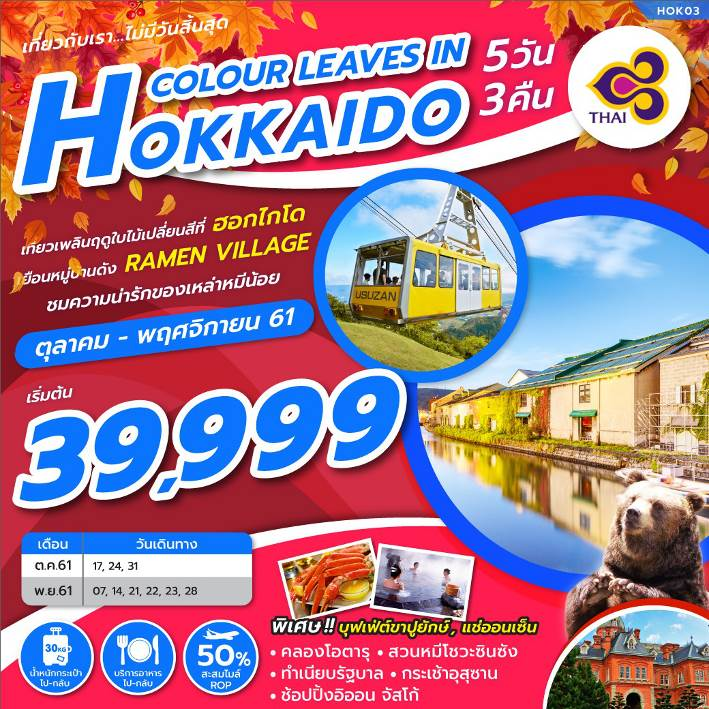 HOK03
เที่ยวกับเรา...ไม่มีวันสิ้นสุด
COLOUR LEAVES IN
HOKKAIDO
5วัน
3คืน
THAI
เที่ยวเพลินฤดูใบไม้เปลี่ยนสีที่ ฮอกไกโด
เยือนหมู่บ้านดัง RAMEN VILLAGE
ชมความน่ารักของเหล่าหมีน้อย
USUZAN
ตุลาคม - พฤศจิกายน 61
เริ่มต้น
39,999
เดือน วันเดินทาง
ต.ค.61 17, 24, 31
พ.ย.61 07, 14, 21, 22, 23, 28
พิเศษ!! บุฟเฟ่ต์ขาปูยักษ์, แช่ออนเซ็น
• คลองโอตารุ • สวนหมีโชวะชินซัง
• ทำเนียบรัฐบาล • กระเช้าอุสุซาน
• ช้อปปิ้งอิออน จัสโก้
30KG
น้ำหนักกระเป๋า
ไป-กลับ
บริการอาหาร
ไป-กลับ
50%
สะสมไมล์
ROP